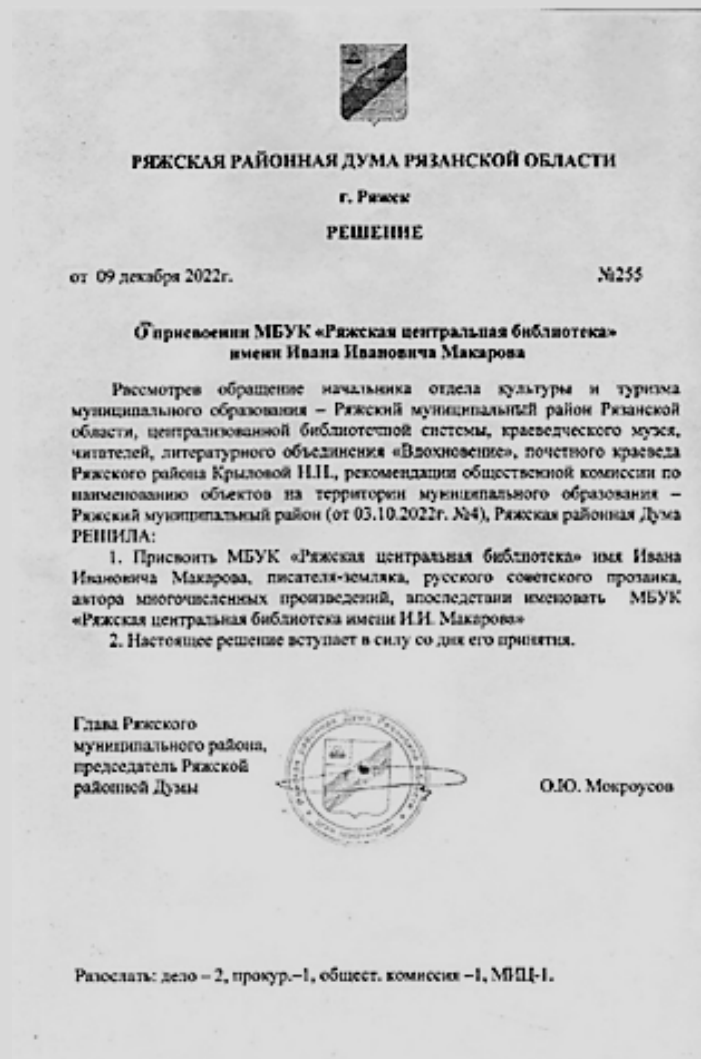 РЯЖСКАЯ РАЙОННАЯ ДУМА РЯЗАНСКОЙ ОБЛАСТИ
г. Ряжск
РЕШЕНИЕ
от 09 декабря 2022г. №255
О присвоении МБУК «Ряжская центральная библиотека»
имени Ивана Ивановича Макарова
Рассмотрев обращение начальника отдела культуры и туризма
муниципального образования – Ряжский муниципальный район Рязанской
области, централизованной библиотечной системы, краеведческого музея,
читателей, литературного объединения «Вдохновение», почетного краеведа
Ряжского района Крыловой Н.Н., рекомендации общественной комиссии по
наименованию объектов на территории муниципального образования –
Ряжский муниципальный район (от 03.10.2022г. №4), Ряжская районная Дума
РЕШИЛА:
1. Присвоить МБУК «Ряжская центральная библиотека» имя Ивана
Ивановича Макарова, писателя-земляка, русского советского прозаика,
автора многочисленных произведений, впоследствии именовать МБУК
«Ряжская центральная библиотека имени И.И. Макарова»
2. Настоящее решение вступает в силу со дня его принятия.
Глава Ряжского
муниципального района,
председатель Ряжской
районной Думы О.Ю. Мокроусов
Разослать: дело – 2, прокур.–1, общест. комиссия –1, МИЦ-1.